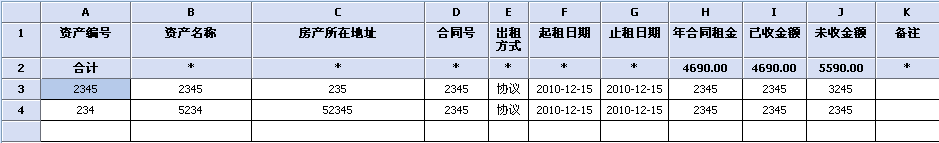 A B C D E F G H I J K
1 资产编号 资产名称 房产所在地址 合同号 出租方式 起租日期 止租日期 年合同租金 已收金额 未收金额 备注
2 合计 * * * * * * 4690.00 4690.00 5590.00 *
3 2345 2345 235 2345 协议 2010-12-15 2010-12-15 2345 2345 3245
4 234 5234 52345 2345 协议 2010-12-15 2010-12-15 2345 2345 2345